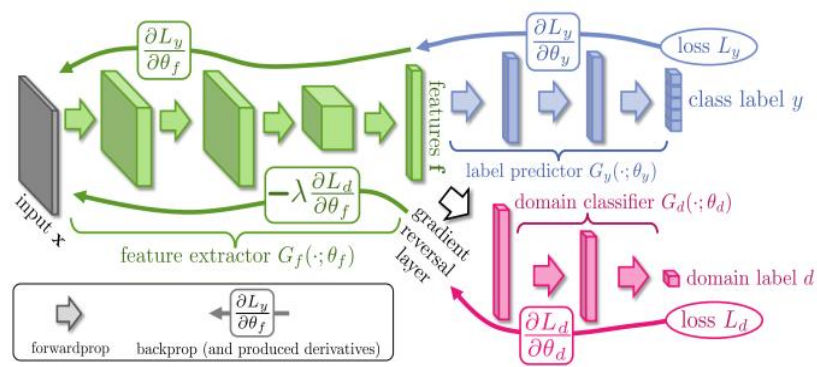 ∂L_y/∂θ_f
∂L_y/∂θ_y
loss L_y
features f
class label y
label predictor G_y(·;θ_y)
−λ ∂L_d/∂θ_f
input x
feature extractor G_f(·;θ_f)
gradient
reversal
layer
domain classifier G_d(·;θ_d)
domain label d
∂L_d/∂θ_d
loss L_d
∂L_y/∂θ_f
forwardprop
backprop (and produced derivatives)